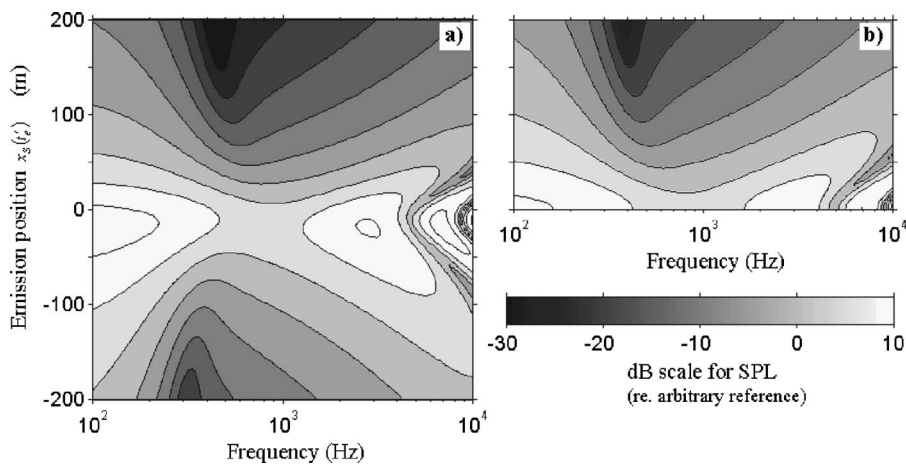 a)
b)
200
100
0
-100
-200
Emission position x_s(t'_e) (m)
10^2 10^3 10^4
Frequency (Hz)
10^2 10^3 10^4
Frequency (Hz)
-30 -20 -10 0 10
dB scale for SPL
(re. arbitrary reference)